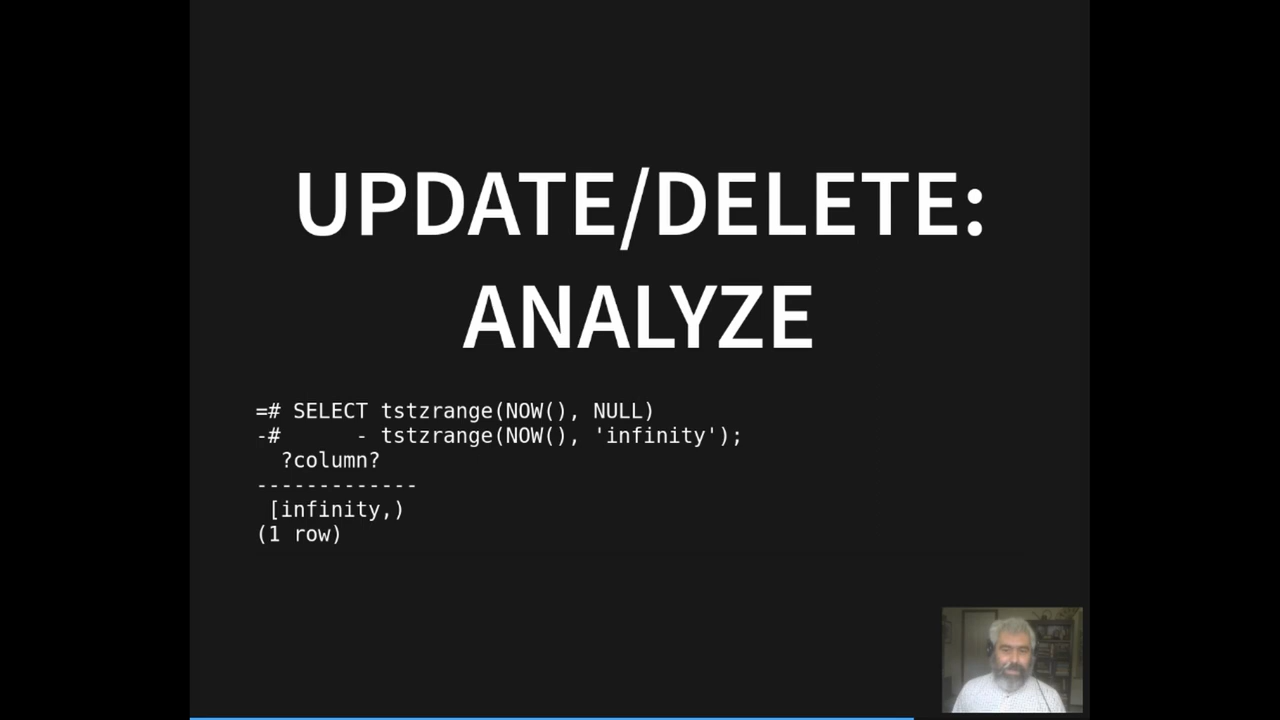 UPDATE/DELETE:
ANALYZE
=# SELECT tstzrange(NOW(), NULL)
-#      - tstzrange(NOW(), 'infinity');
  ?column?
-------------
 [infinity,)
(1 row)